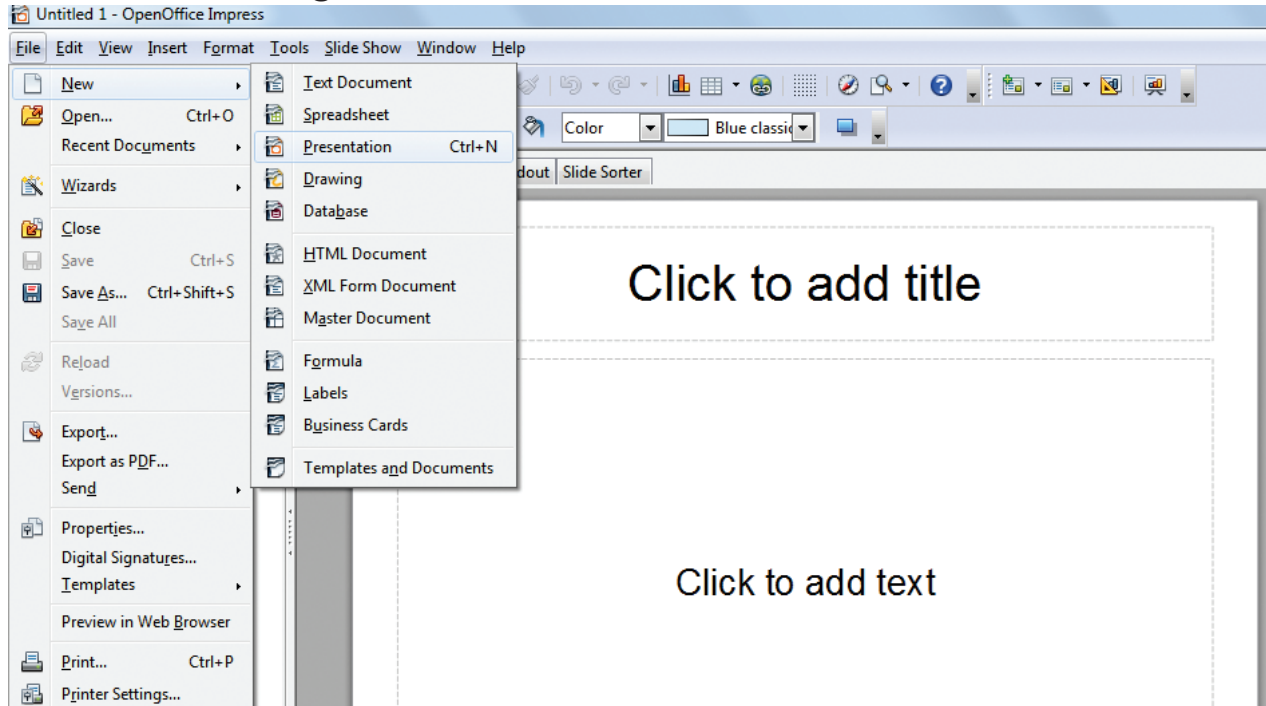 Untitled 1 - OpenOffice Impress
File Edit View Insert Format Tools Slide Show Window Help
New
Open... Ctrl+O
Recent Documents
Wizards
Close
Save Ctrl+S
Save As... Ctrl+Shift+S
Save All
Reload
Versions...
Export...
Export as PDF...
Send
Properties...
Digital Signatures...
Templates
Preview in Web Browser
Print... Ctrl+P
Printer Settings...
Text Document
Spreadsheet
Presentation Ctrl+N
Drawing
Database
HTML Document
XML Form Document
Master Document
Formula
Labels
Business Cards
Templates and Documents
Color Blue classic
dout Slide Sorter
Click to add title
Click to add text